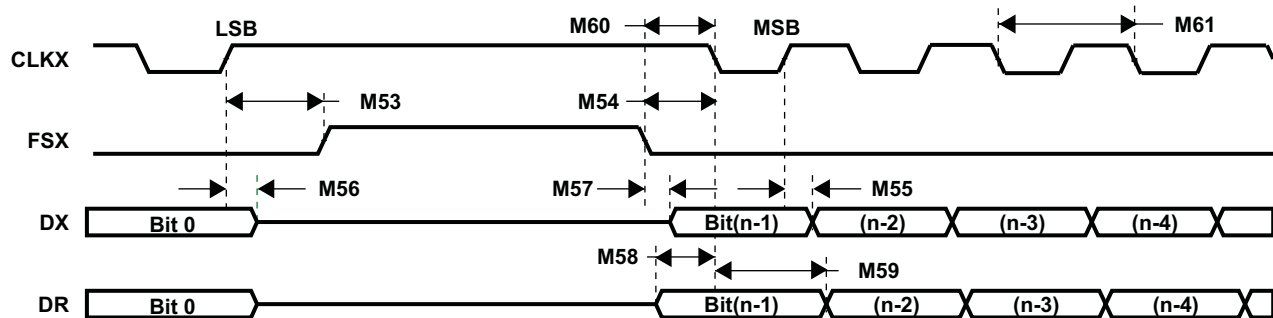 LSB M60 MSB M61
CLKX
M53 M54
FSX
M56 M57 M55
DX Bit 0 Bit(n-1) (n-2) (n-3) (n-4)
M58 M59
DR Bit 0 Bit(n-1) (n-2) (n-3) (n-4)